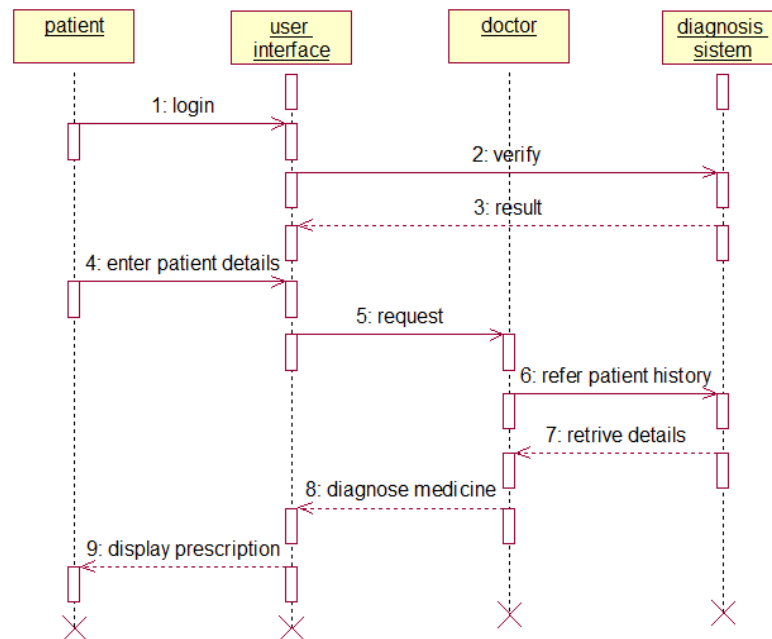 patient
user
interface
doctor
diagnosis
sistem
1: login
2: verify
3: result
4: enter patient details
5: request
6: refer patient history
7: retrive details
8: diagnose medicine
9: display prescription